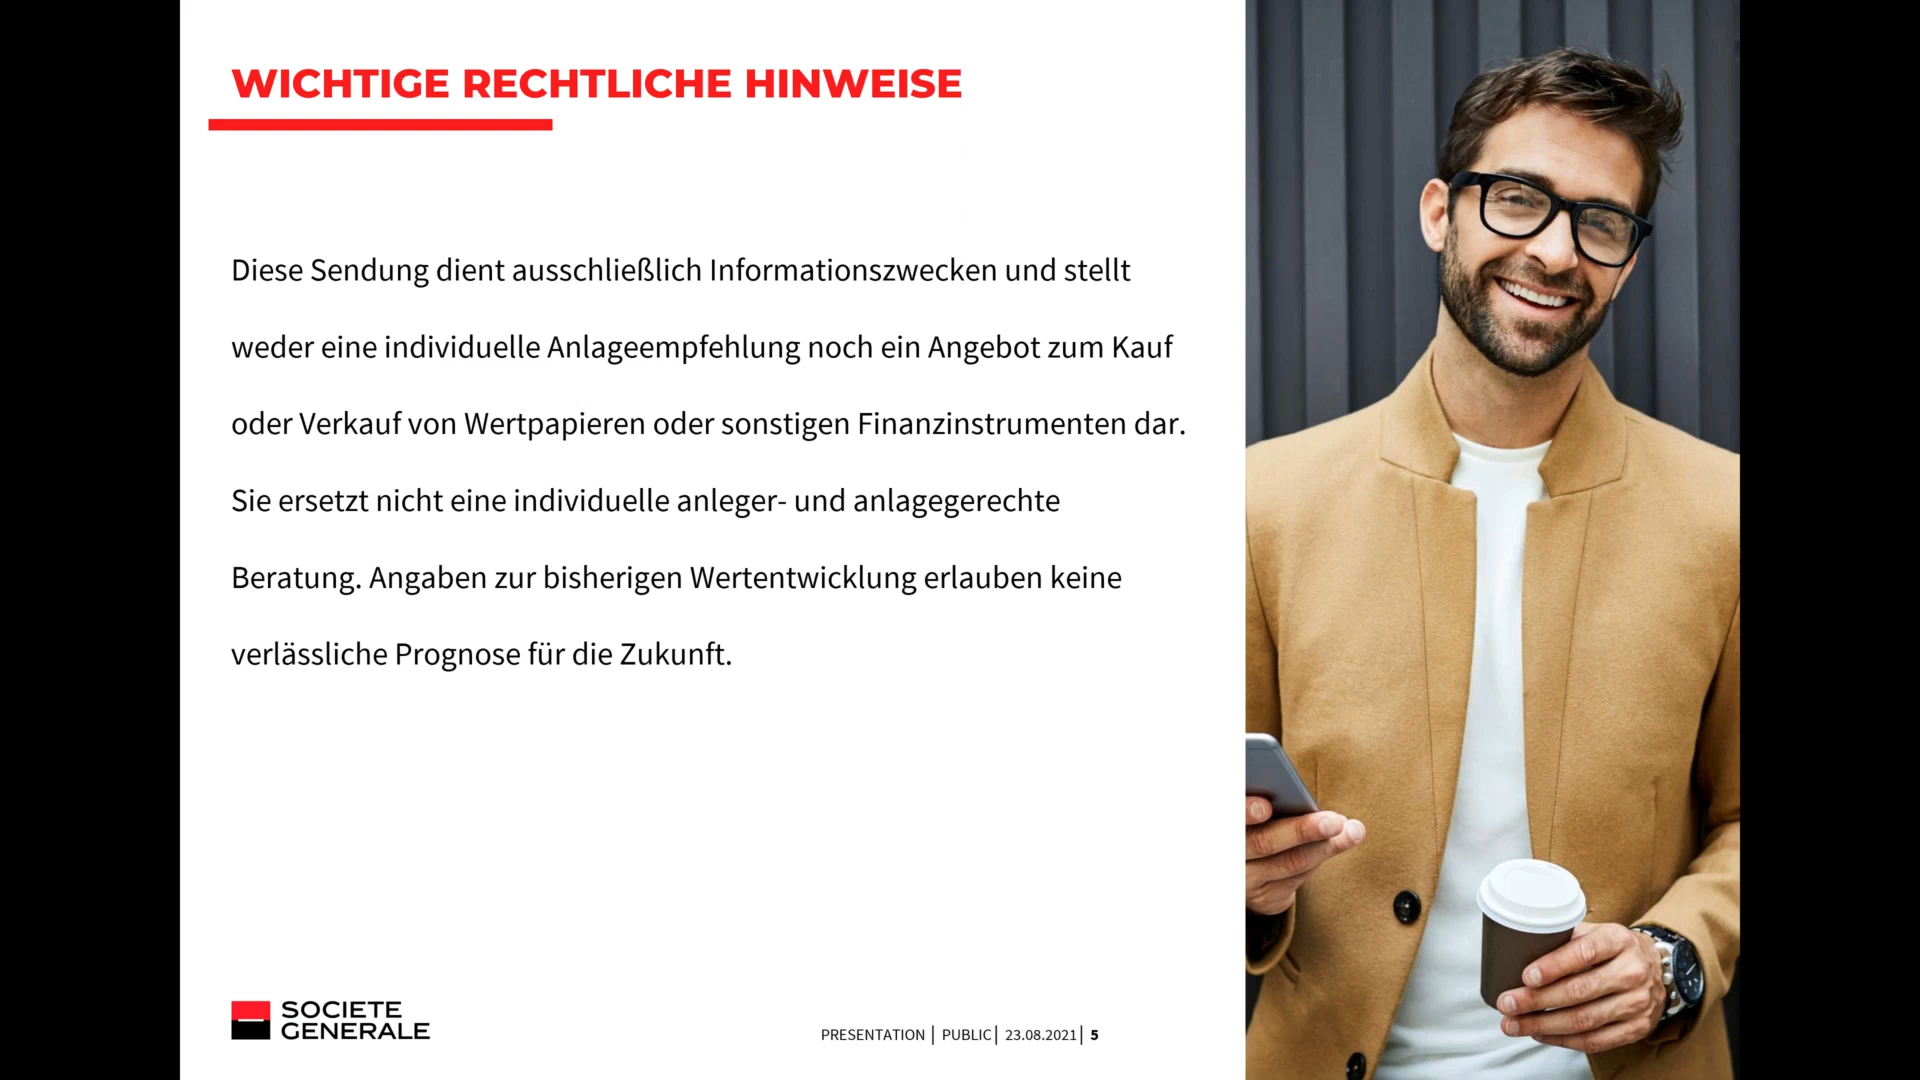 WICHTIGE RECHTLICHE HINWEISE
Diese Sendung dient ausschließlich Informationszwecken und stellt
weder eine individuelle Anlageempfehlung noch ein Angebot zum Kauf
oder Verkauf von Wertpapieren oder sonstigen Finanzinstrumenten dar.
Sie ersetzt nicht eine individuelle anleger- und anlagegerechte
Beratung. Angaben zur bisherigen Wertentwicklung erlauben keine
verlässliche Prognose für die Zukunft.
SOCIETE
GENERALE
PRESENTATION | PUBLIC | 23.08.2021 | 5